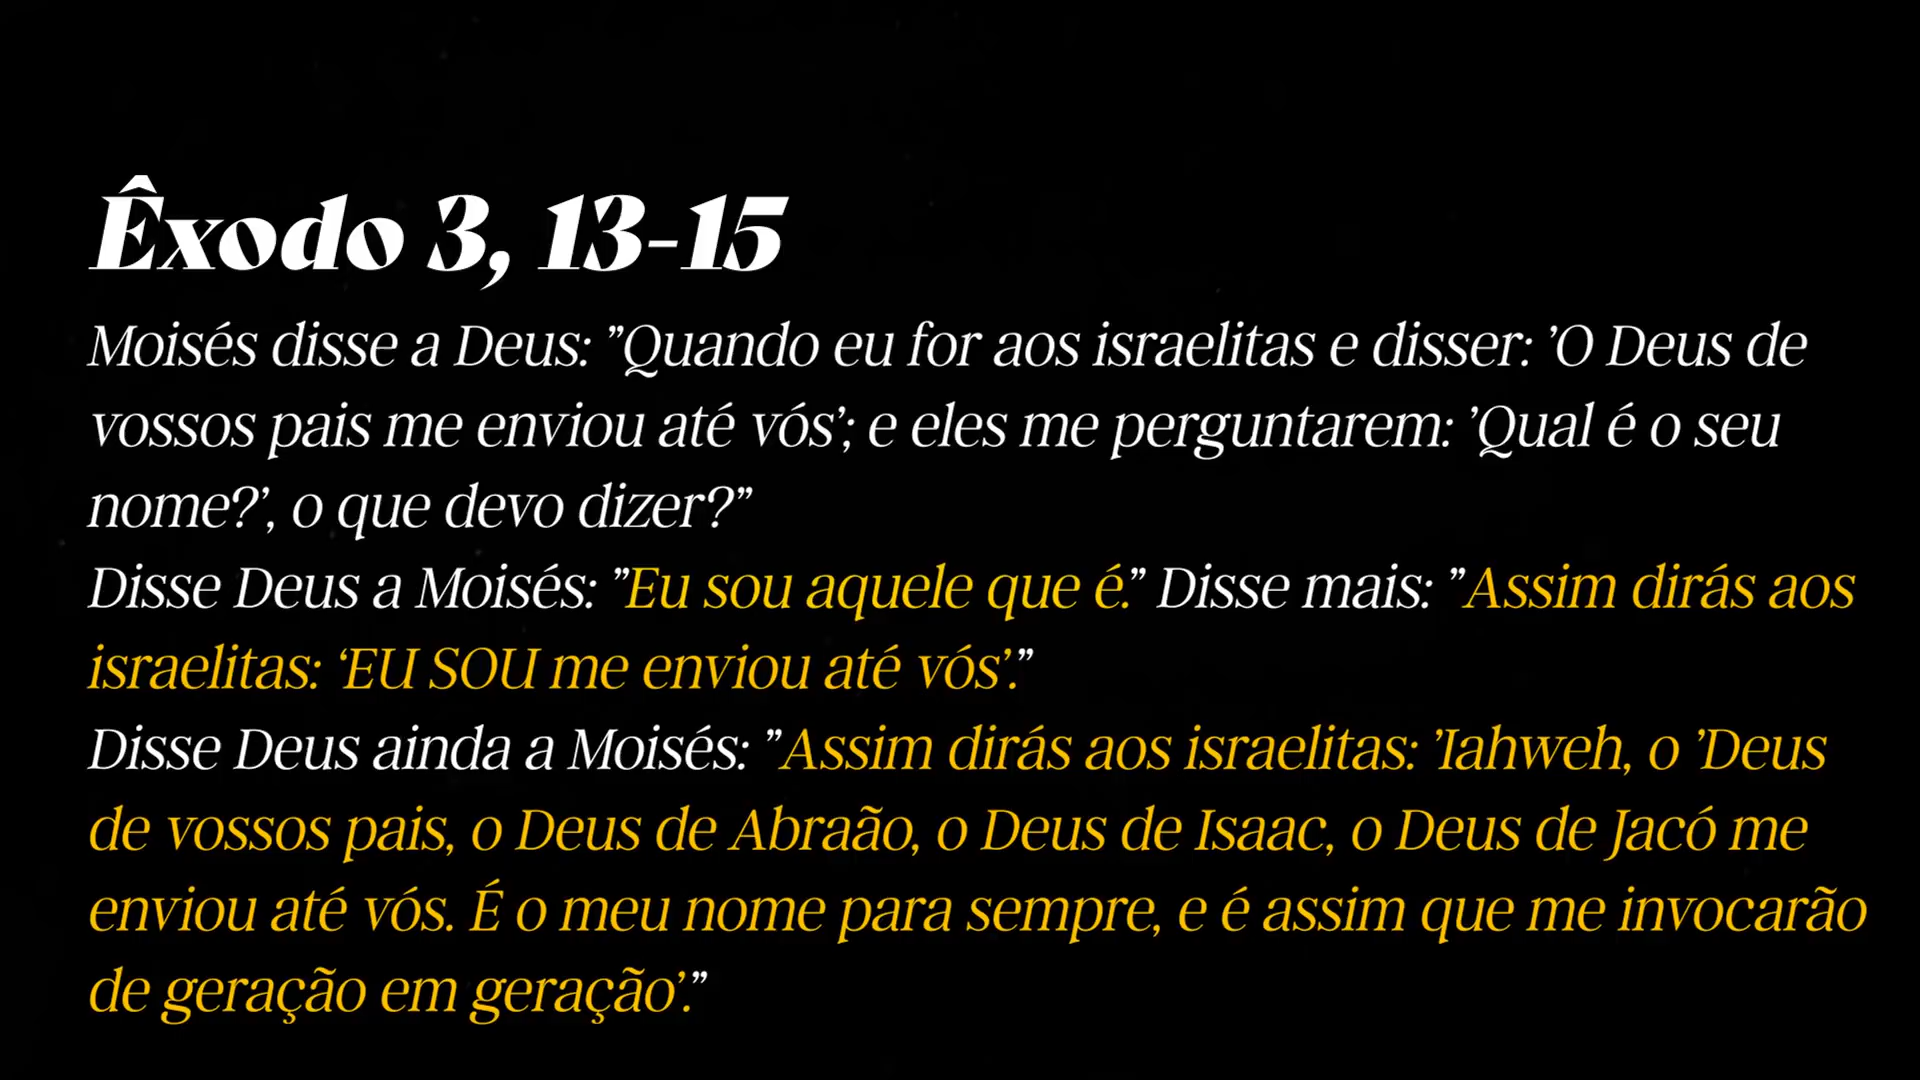 Êxodo 3, 13-15
Moisés disse a Deus: ”Quando eu for aos israelitas e disser: ’O Deus de
vossos pais me enviou até vós’; e eles me perguntarem: ’Qual é o seu
nome?’, o que devo dizer?”
Disse Deus a Moisés: ”Eu sou aquele que é.” Disse mais: ”Assim dirás aos
israelitas: ‘EU SOU me enviou até vós’.”
Disse Deus ainda a Moisés: ”Assim dirás aos israelitas: ’Iahweh, o ’Deus
de vossos pais, o Deus de Abraão, o Deus de Isaac, o Deus de Jacó me
enviou até vós. É o meu nome para sempre, e é assim que me invocarão
de geração em geração’.”